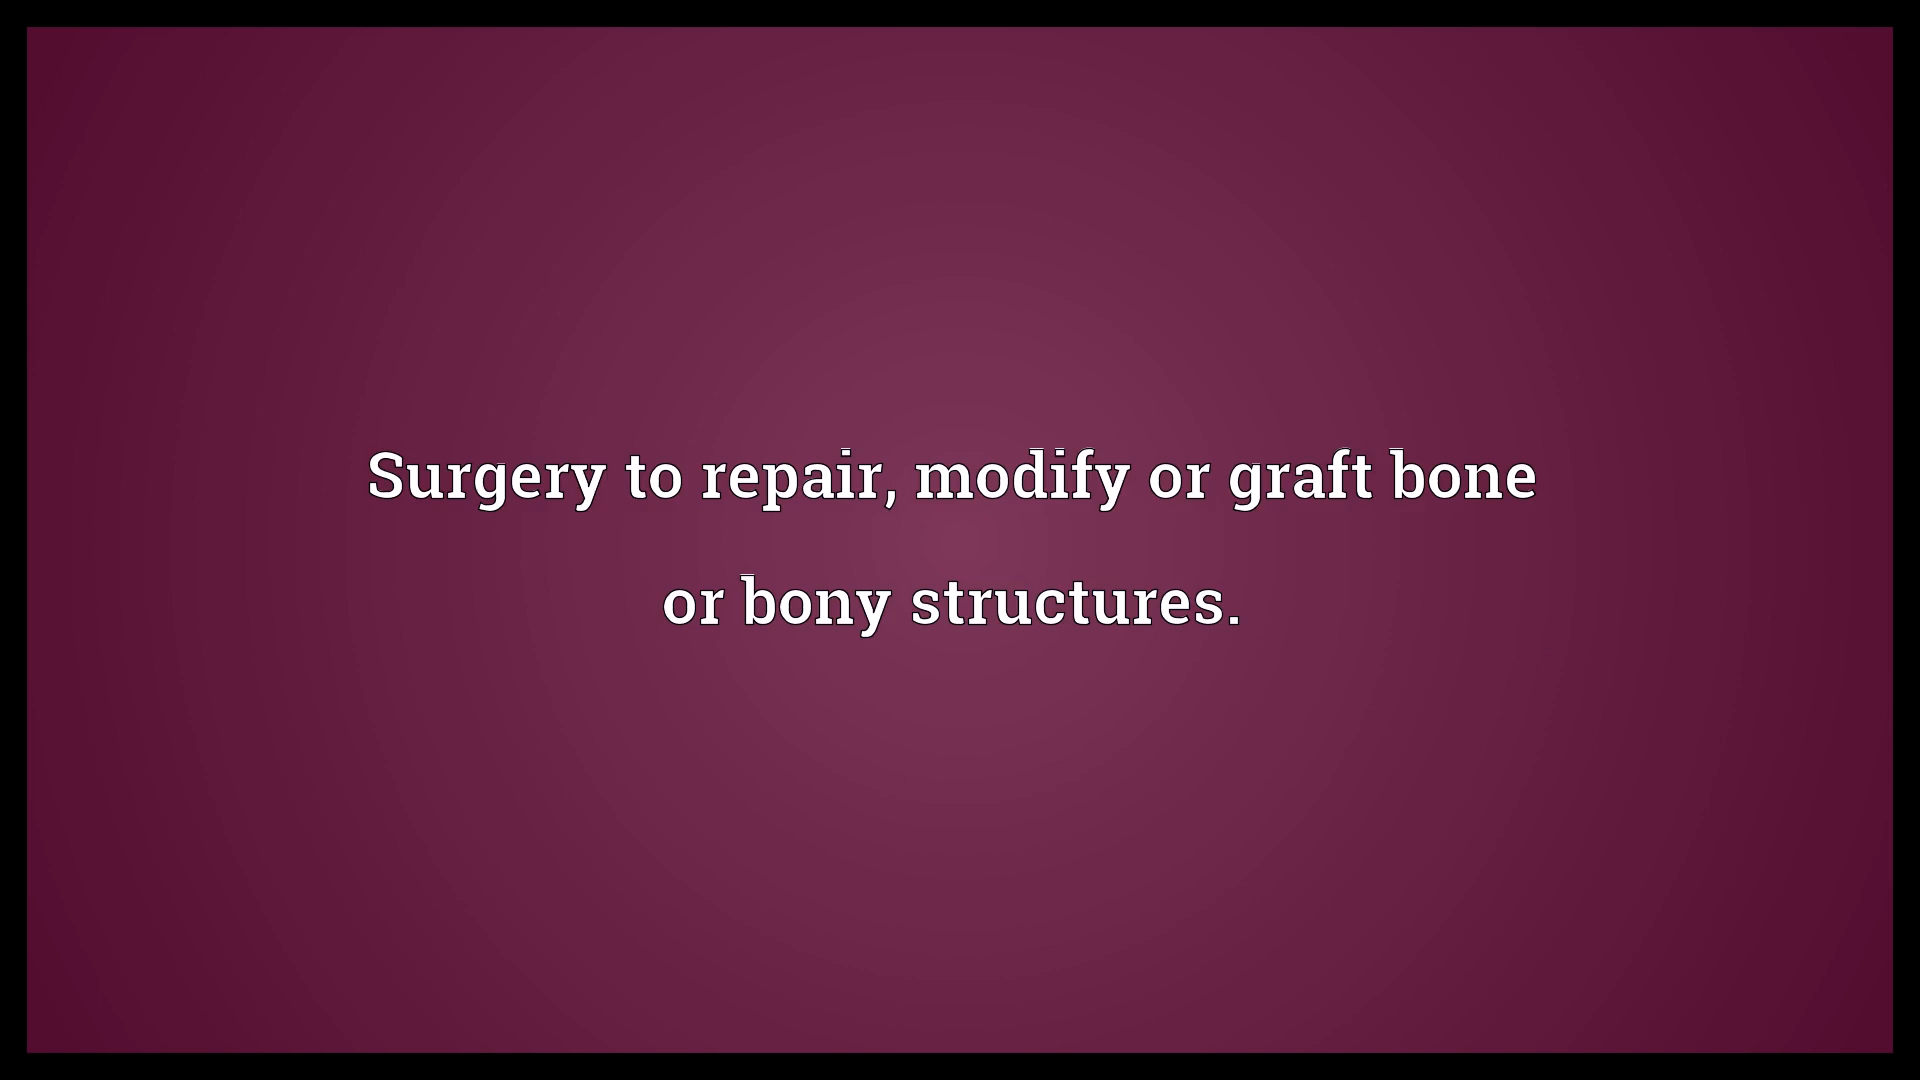 Surgery to repair, modify or graft bone
or bony structures.